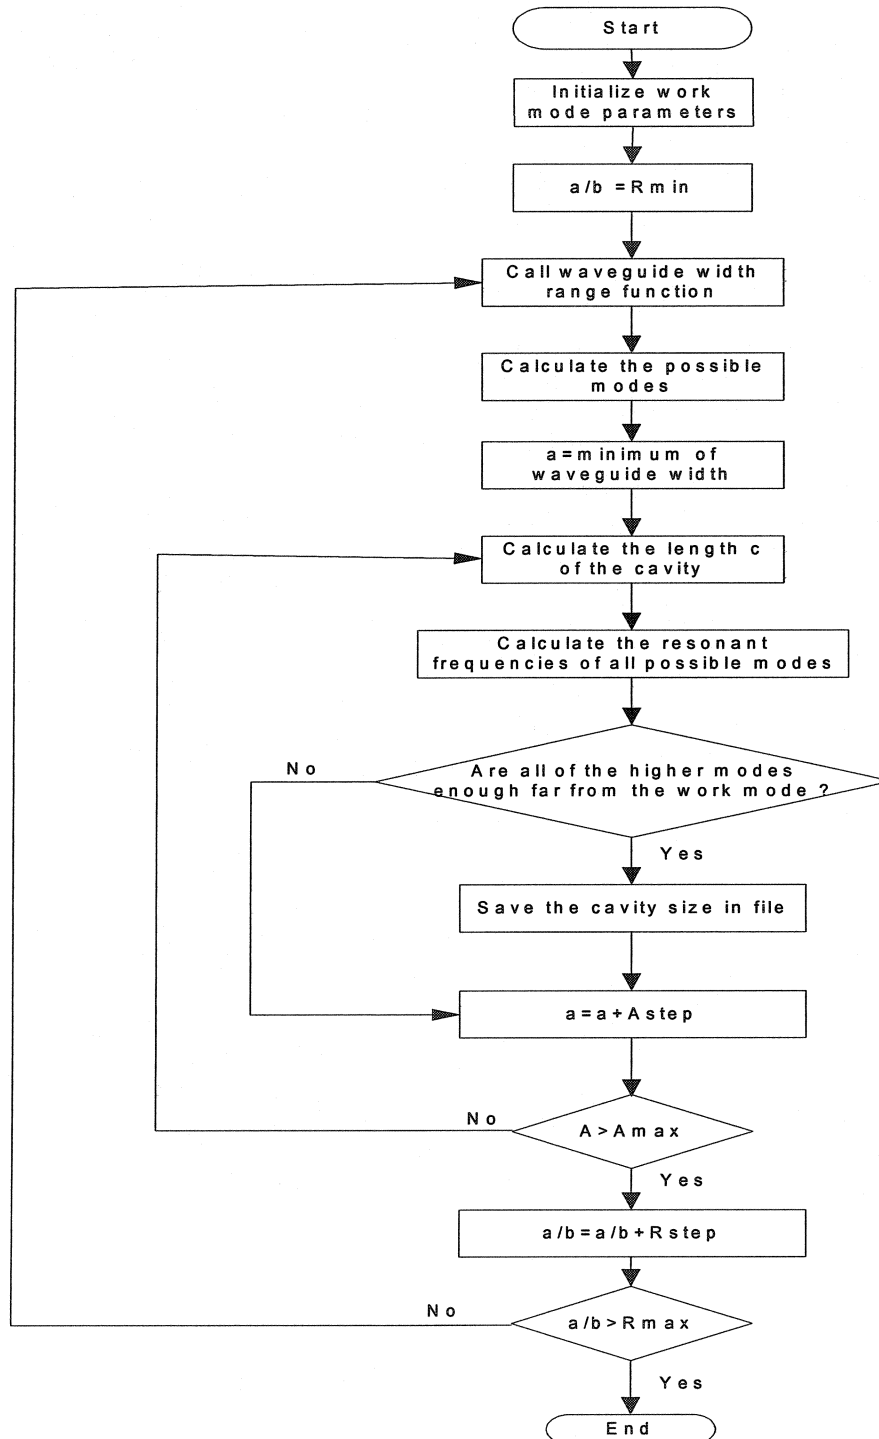 Start
Initialize work
mode parameters
a/b =Rmin
Call waveguide width
range function
Calculate the possible
modes
a=minimum of
waveguide width
Calculate the length c
of the cavity
Calculate the resonant
frequencies of all possible modes
No
Are all of the higher modes
enough far from the work mode ?
Yes
Save the cavity size in file
a=a+Astep
No
A>Amax
Yes
a/b=a/b+Rstep
No
a/b>Rmax
Yes
End